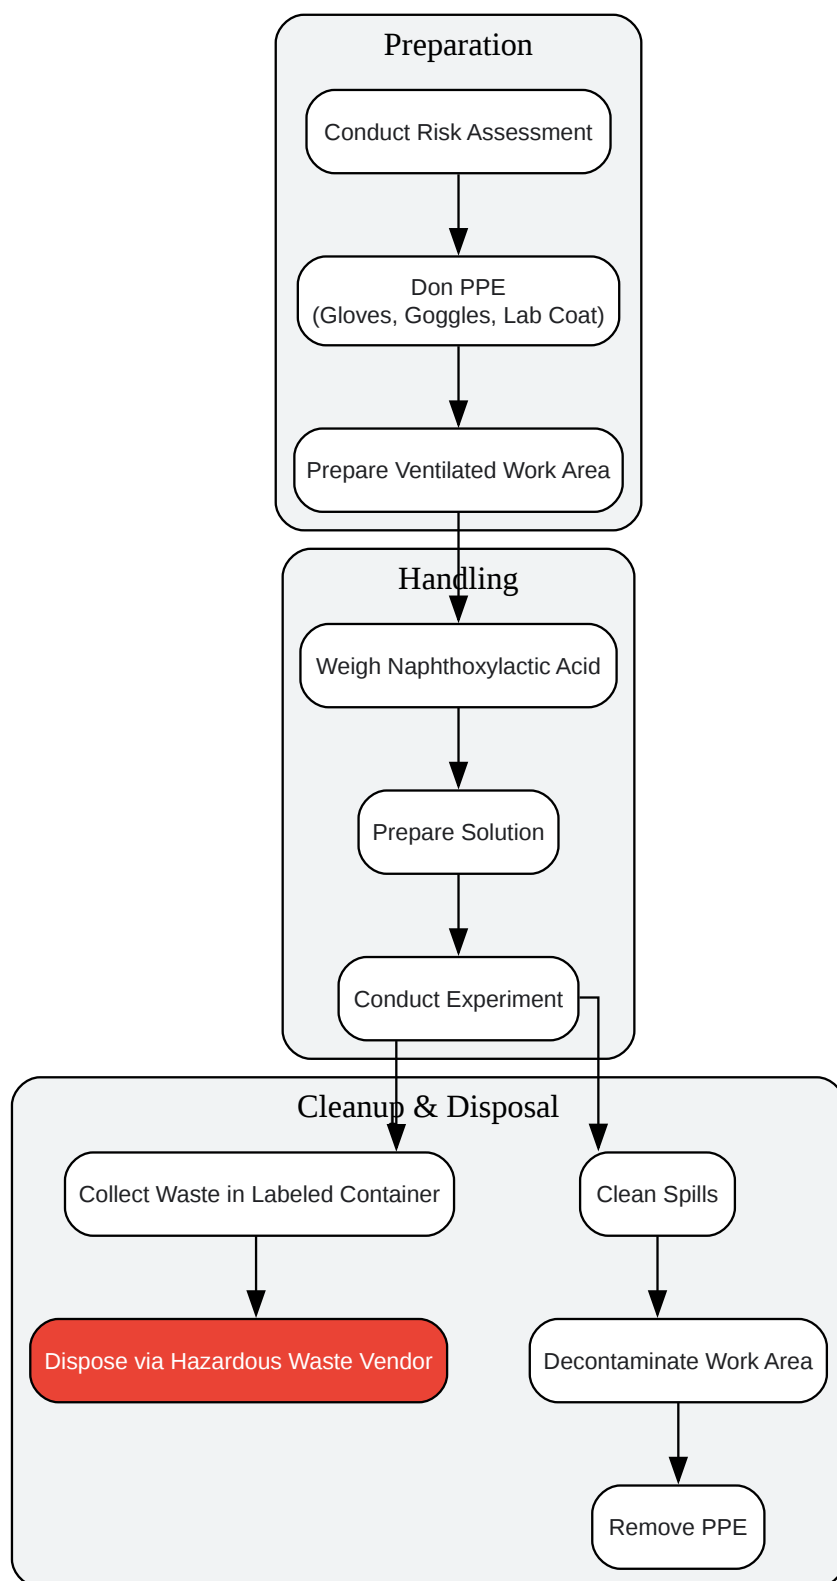 Preparation
Conduct Risk Assessment
Don PPE
(Gloves, Goggles, Lab Coat)
Prepare Ventilated Work Area
Handling
Weigh Naphthoxylactic Acid
Prepare Solution
Conduct Experiment
Cleanup & Disposal
Collect Waste in Labeled Container
Clean Spills
Dispose via Hazardous Waste Vendor
Decontaminate Work Area
Remove PPE